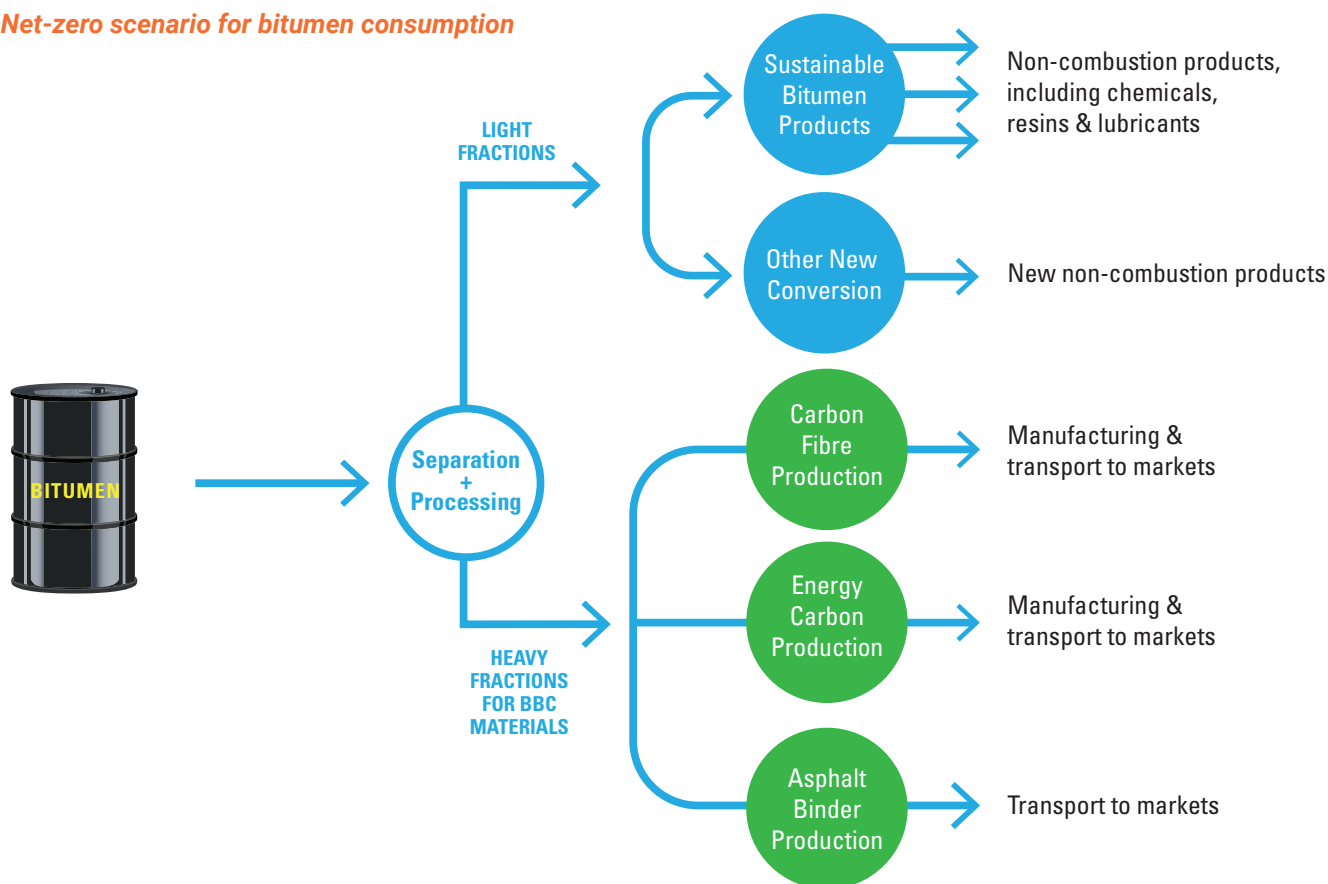 Net-zero scenario for bitumen consumption
Sustainable
Bitumen
Products
Non-combustion products,
including chemicals,
resins & lubricants
LIGHT
FRACTIONS
Other New
Conversion
New non-combustion products
BITUMEN
Separation
+
Processing
Carbon
Fibre
Production
Manufacturing &
transport to markets
Energy
Carbon
Production
Manufacturing &
transport to markets
HEAVY
FRACTIONS
FOR BBC
MATERIALS
Asphalt
Binder
Production
Transport to markets